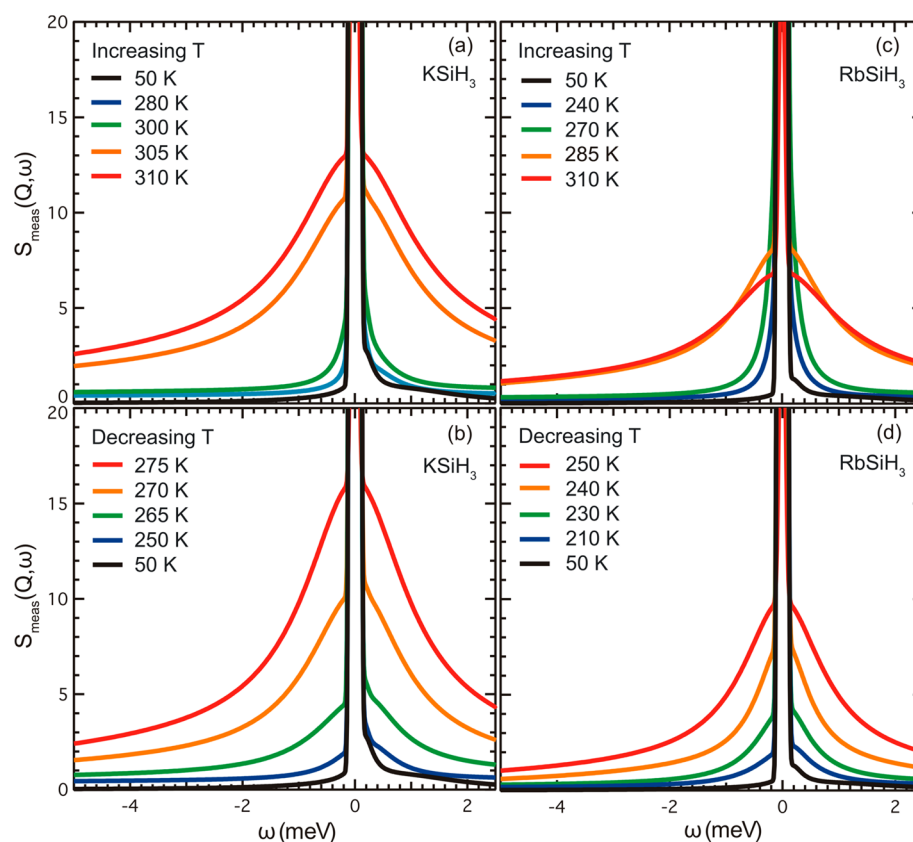 20
15
10
5
0
S_meas(Q,ω)
Increasing T
50 K
280 K
300 K
305 K
310 K
(a)
KSiH₃
Increasing T
50 K
240 K
270 K
285 K
310 K
(c)
RbSiH₃
20
15
10
5
0
S_meas(Q,ω)
Decreasing T
275 K
270 K
265 K
250 K
50 K
(b)
KSiH₃
-4
-2
0
2
ω (meV)
Decreasing T
250 K
240 K
230 K
210 K
50 K
(d)
RbSiH₃
-4
-2
0
2
ω (meV)